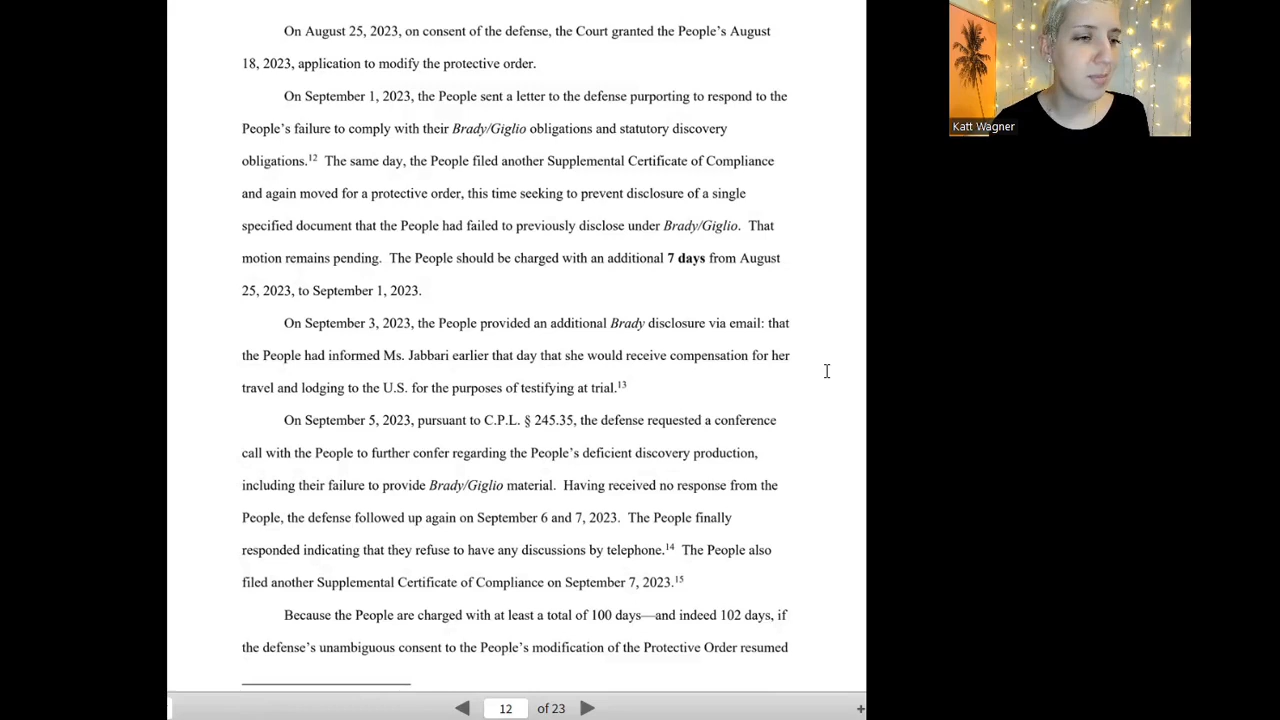 On August 25, 2023, on consent of the defense, the Court granted the People's August
18, 2023, application to modify the protective order.
On September 1, 2023, the People sent a letter to the defense purporting to respond to the
People's failure to comply with their Brady/Giglio obligations and statutory discovery
obligations.12 The same day, the People filed another Supplemental Certificate of Compliance
and again moved for a protective order, this time seeking to prevent disclosure of a single
specified document that the People had failed to previously disclose under Brady/Giglio. That
motion remains pending. The People should be charged with an additional 7 days from August
25, 2023, to September 1, 2023.
On September 3, 2023, the People provided an additional Brady disclosure via email: that
the People had informed Ms. Jabbari earlier that day that she would receive compensation for her
travel and lodging to the U.S. for the purposes of testifying at trial.13
On September 5, 2023, pursuant to C.P.L. § 245.35, the defense requested a conference
call with the People to further confer regarding the People's deficient discovery production,
including their failure to provide Brady/Giglio material. Having received no response from the
People, the defense followed up again on September 6 and 7, 2023. The People finally
responded indicating that they refuse to have any discussions by telephone.14 The People also
filed another Supplemental Certificate of Compliance on September 7, 2023.15
Because the People are charged with at least a total of 100 days—and indeed 102 days, if
the defense's unambiguous consent to the People's modification of the Protective Order resumed
12 of 23
Katt Wagner